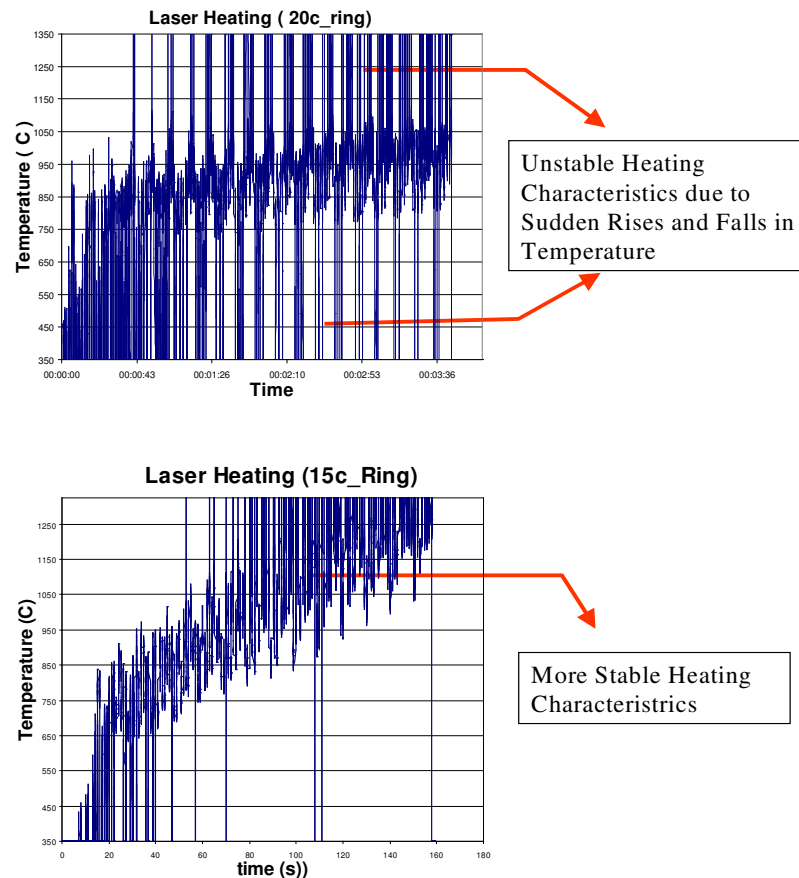 Laser Heating ( 20c_ring)
1350
1250
1150
1050
950
850
750
650
550
450
350
Temperature ( C )
00:00:00 00:00:43 00:01:26 00:02:10 00:02:53 00:03:36
Time
Unstable Heating
Characteristics due to
Sudden Rises and Falls in
Temperature
Laser Heating (15c_Ring)
1250
1150
1050
950
850
750
650
550
450
350
Temperature (C)
0 20 40 60 80 100 120 140 160 180
time (s))
More Stable Heating
Characteristrics